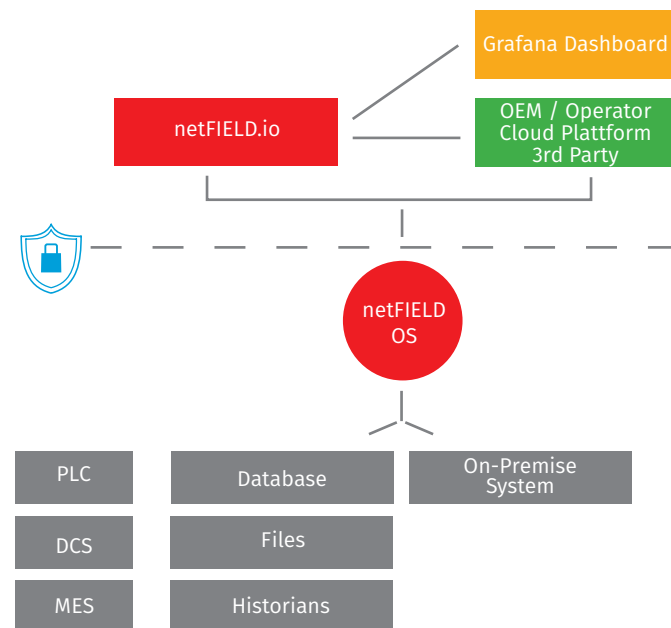 Grafana Dashboard
netFIELD.io
OEM / Operator
Cloud Plattform
3rd Party
netFIELD
OS
PLC
Database
On-Premise
System
DCS
Files
MES
Historians